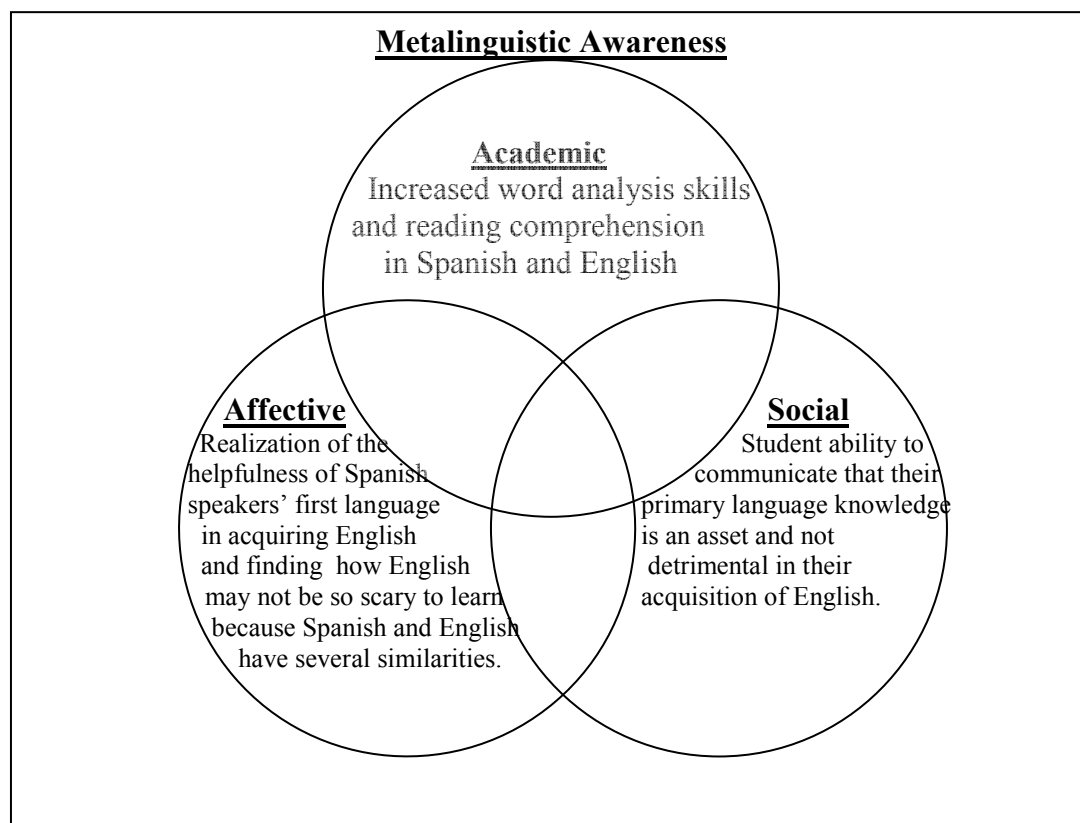 Metalinguistic Awareness
Academic
Increased word analysis skills
and reading comprehension
in Spanish and English
Affective
Realization of the
helpfulness of Spanish
speakers’ first language
in acquiring English
and finding how English
may not be so scary to learn
because Spanish and English
have several similarities.
Social
Student ability to
communicate that their
primary language knowledge
is an asset and not
detrimental in their
acquisition of English.